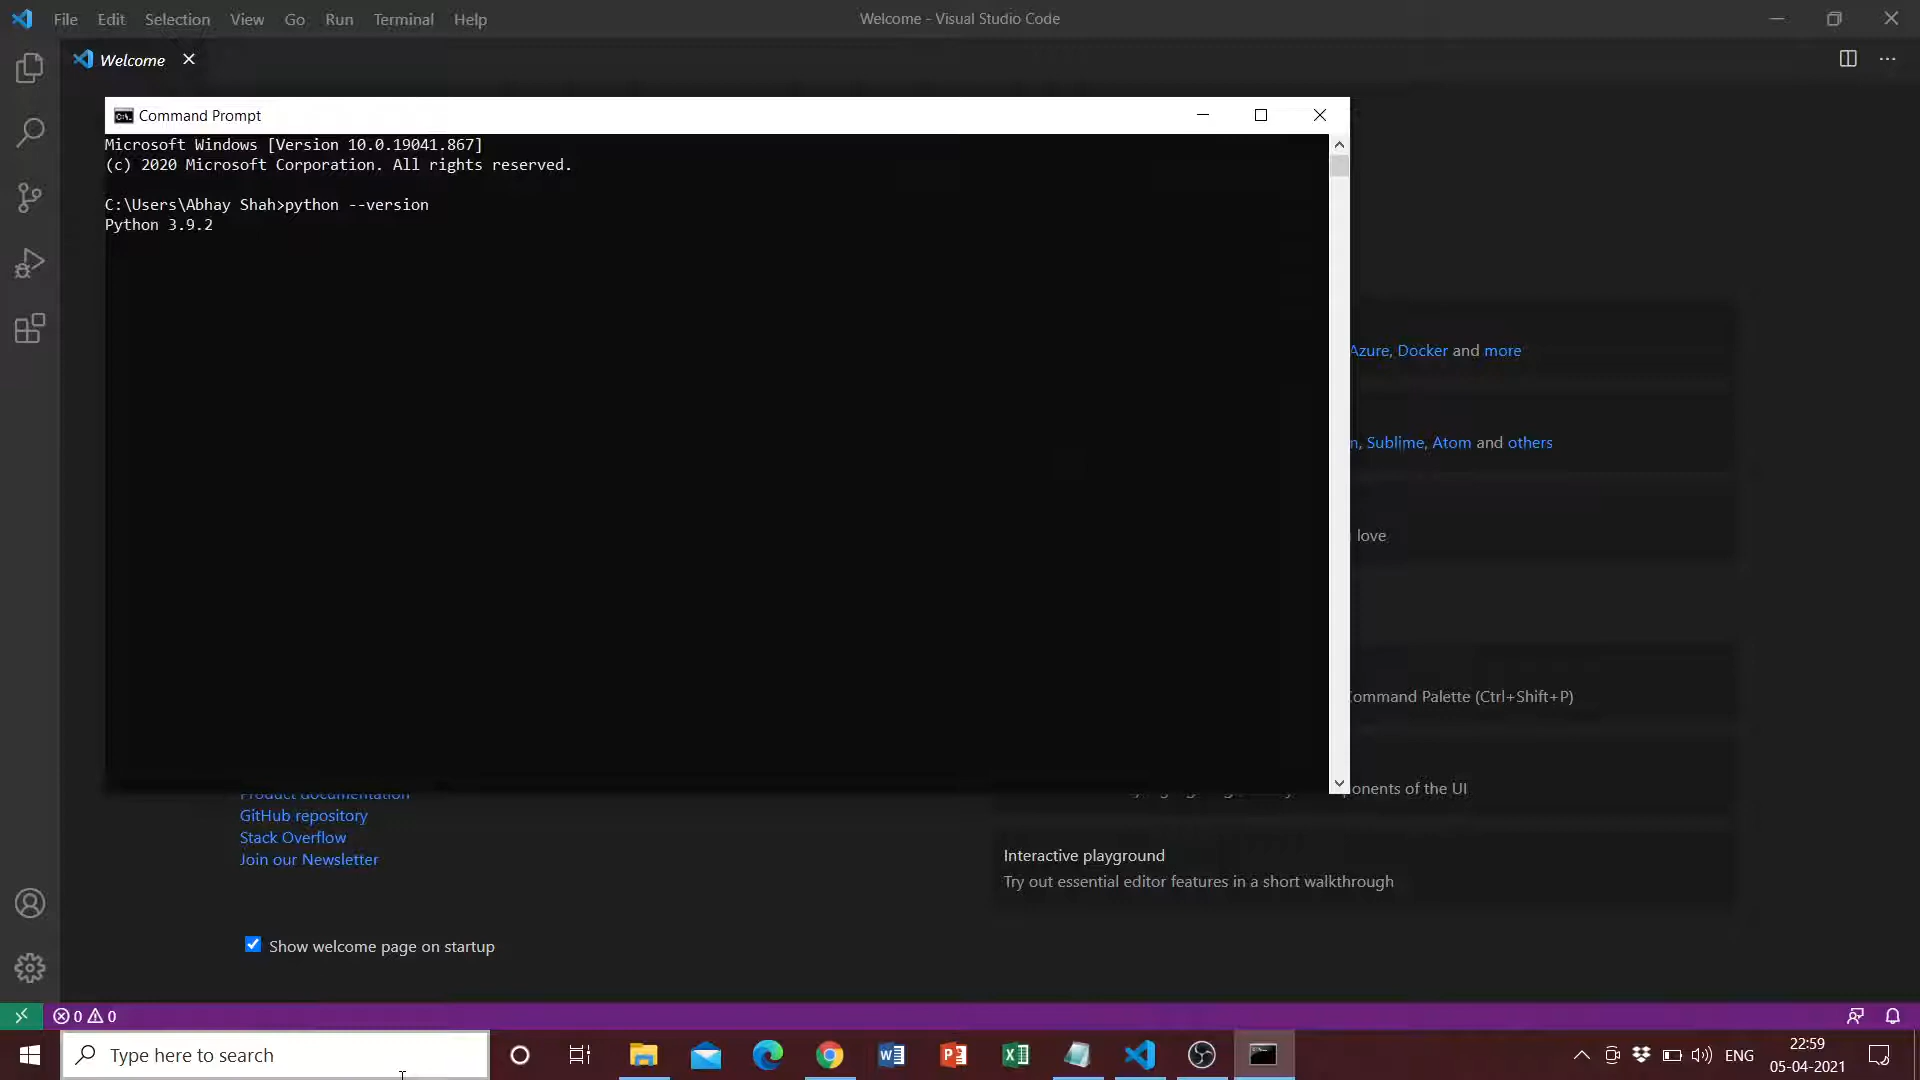 File Edit Selection View Go Run Terminal Help
Welcome - Visual Studio Code
Welcome
Command Prompt
Microsoft Windows [Version 10.0.19041.867]
(c) 2020 Microsoft Corporation. All rights reserved.
C:\Users\Abhay Shah>python --version
Python 3.9.2
Azure, Docker and more
Sublime, Atom and others
love
Command Palette (Ctrl+Shift+P)
of the UI
Product documentation
GitHub repository
Stack Overflow
Join our Newsletter
Interactive playground
Try out essential editor features in a short walkthrough
Show welcome page on startup
0 0
Type here to search
ENG
22:59
05-04-2021